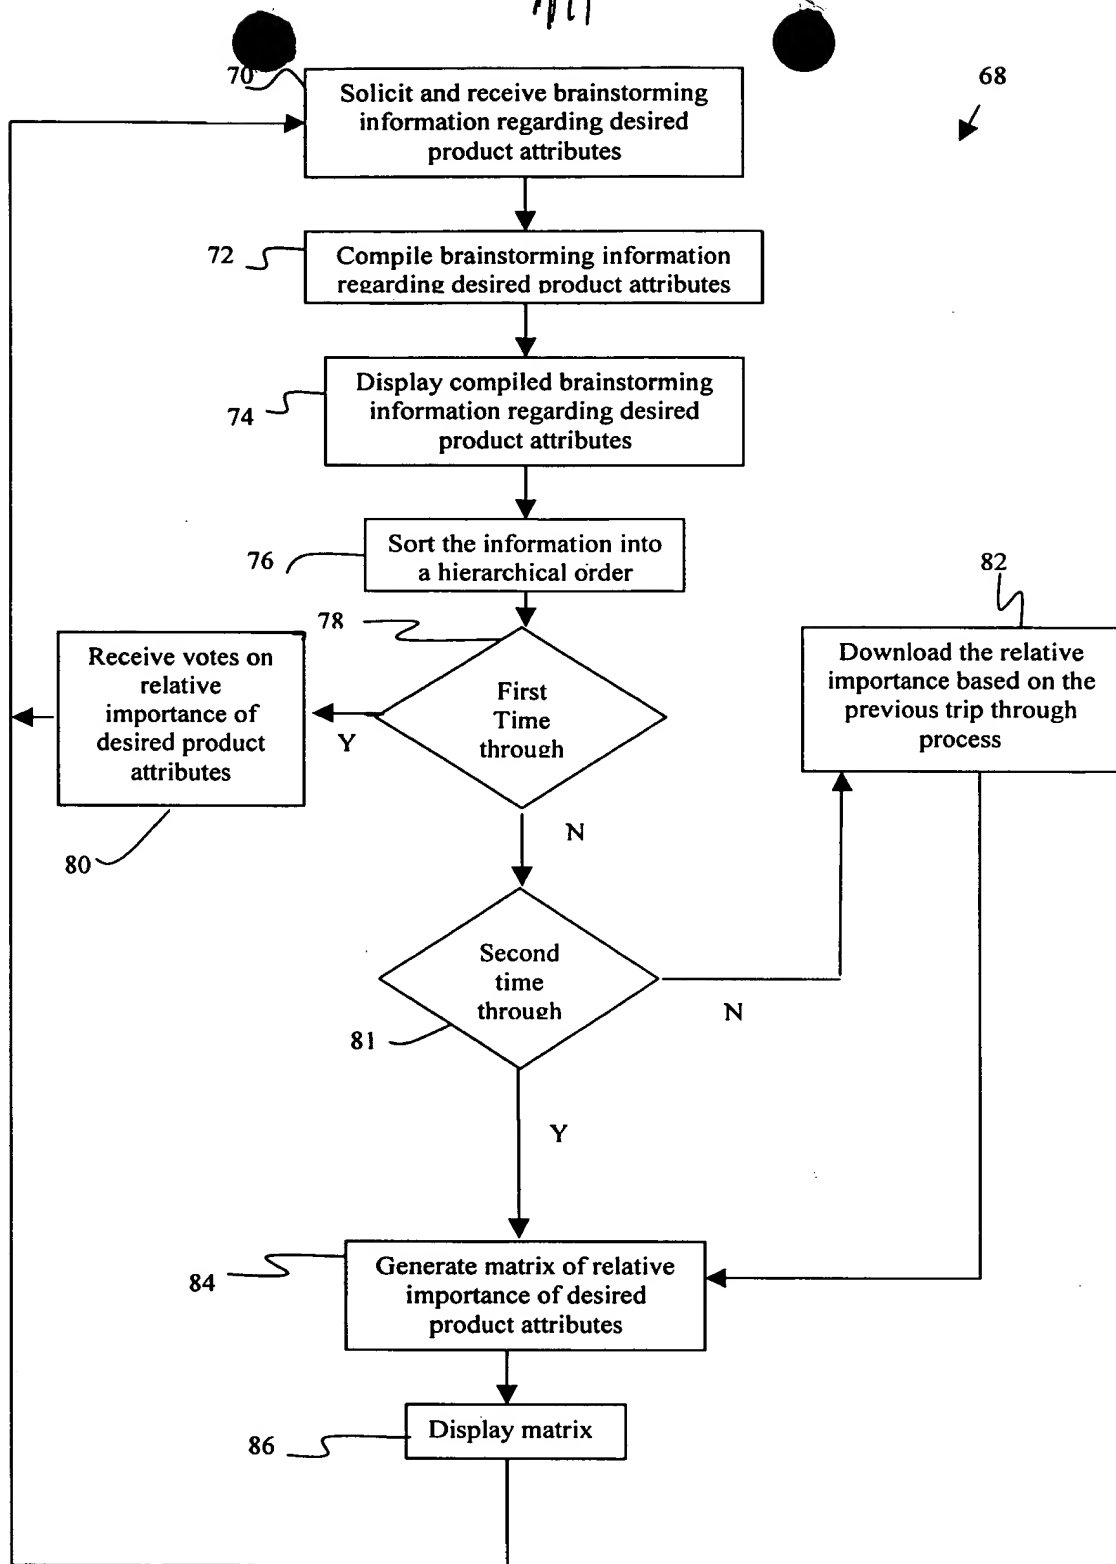 70
68
Solicit and receive brainstorming
information regarding desired
product attributes
72
Compile brainstorming information
regarding desired product attributes
74
Display compiled brainstorming
information regarding desired
product attributes
76
Sort the information into
a hierarchical order
82
78
Receive votes on
relative
importance of
desired product
attributes
First
Time
through
Download the relative
importance based on the
previous trip through
process
Y
N
80
Second
time
through
N
81
Y
84
Generate matrix of relative
importance of desired
product attributes
86
Display matrix